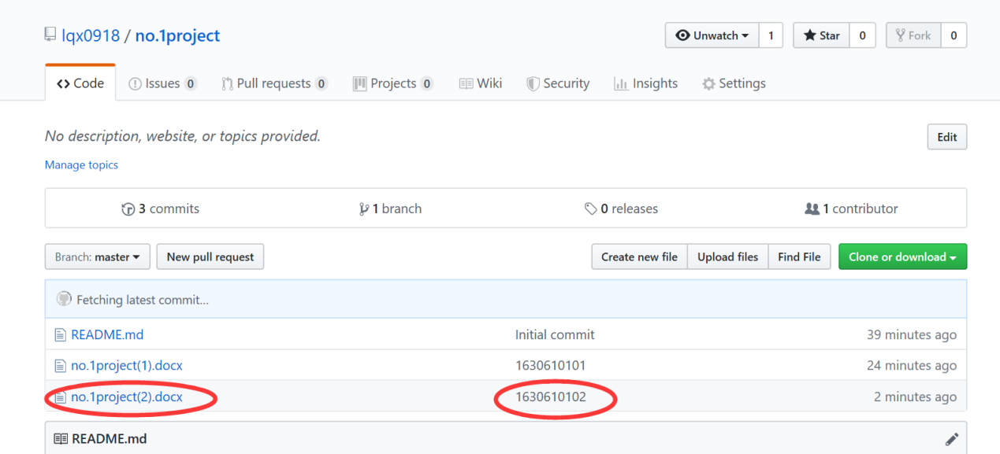 lqx0918 / no.1project
Unwatch 1 Star 0 Fork 0
Code Issues 0 Pull requests 0 Projects 0 Wiki Security Insights Settings
No description, website, or topics provided. Edit
Manage topics
3 commits 1 branch 0 releases 1 contributor
Branch: master New pull request Create new file Upload files Find File Clone or download
Fetching latest commit...
README.md Initial commit 39 minutes ago
no.1project(1).docx 1630610101 24 minutes ago
no.1project(2).docx 1630610102 2 minutes ago
README.md